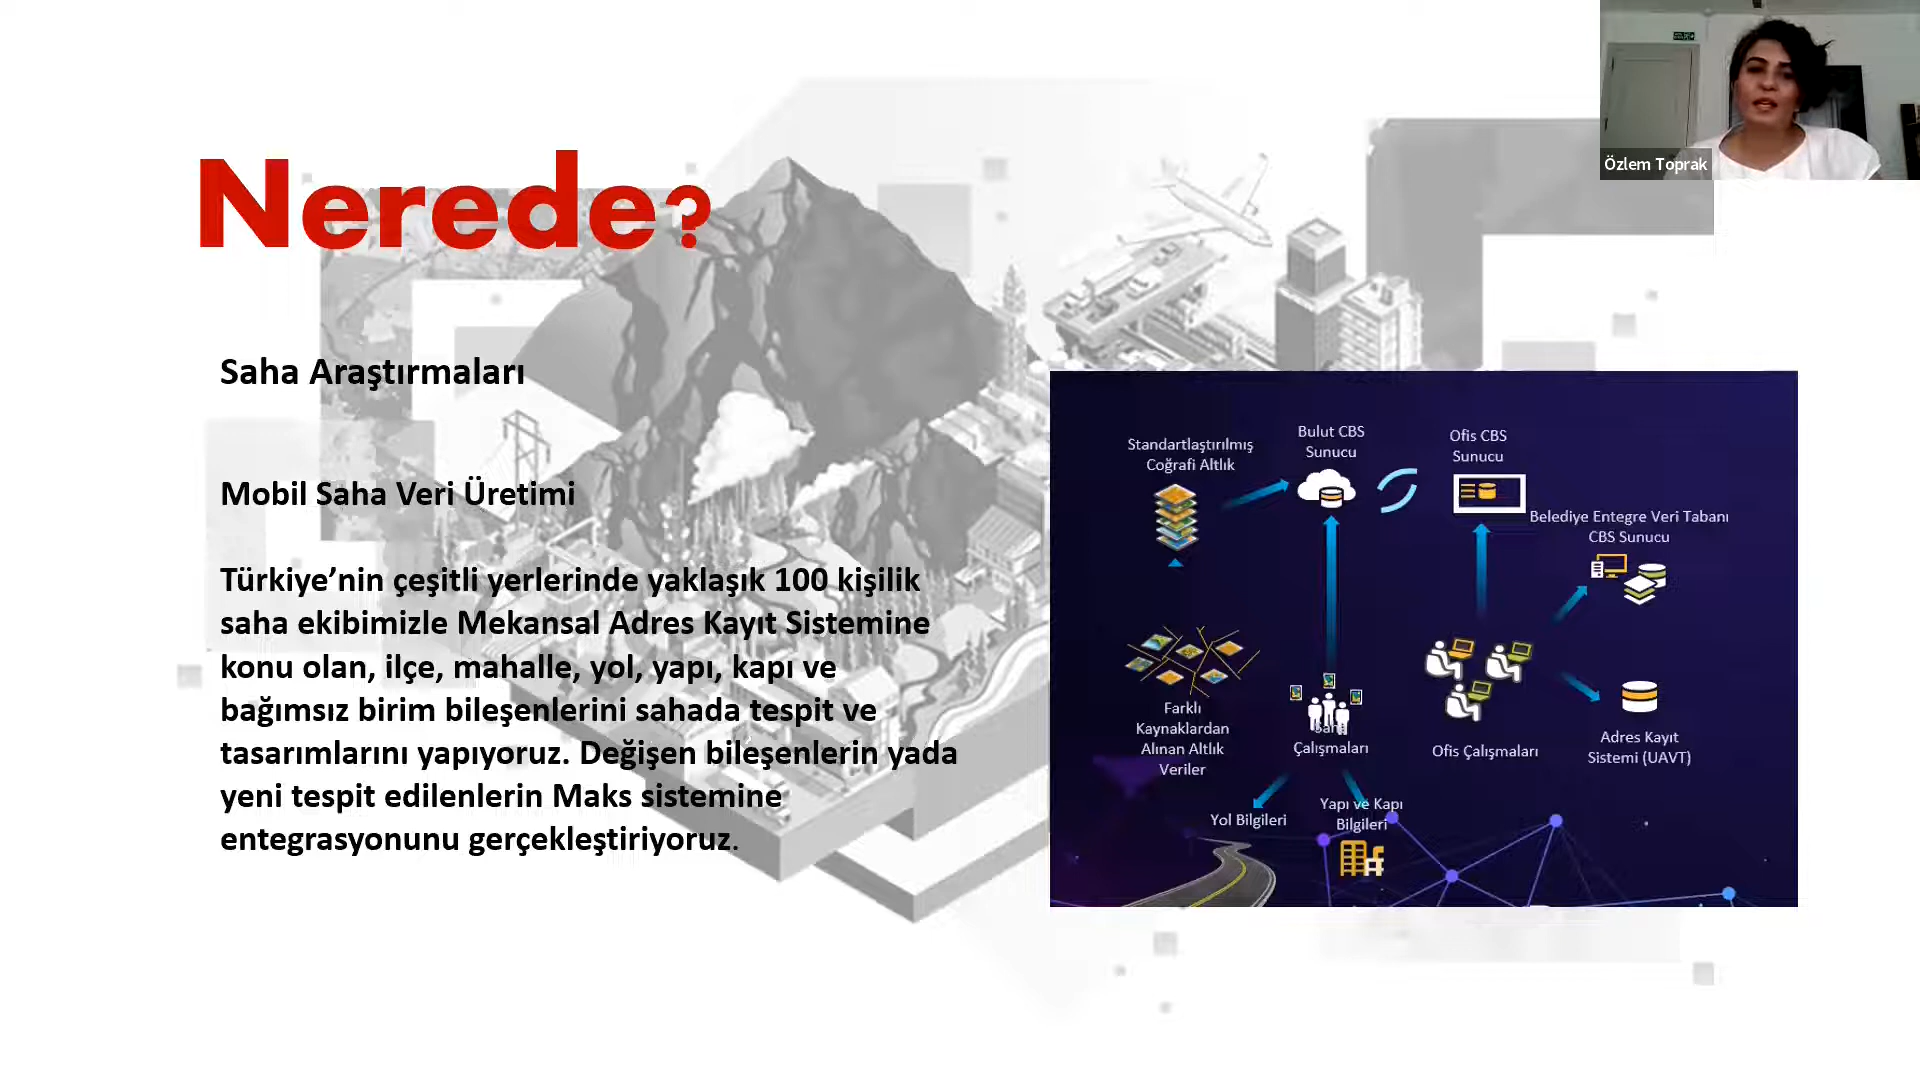 Özlem Toprak
Nerede?
Saha Araştırmaları
Mobil Saha Veri Üretimi
Türkiye’nin çeşitli yerlerinde yaklaşık 100 kişilik
saha ekibimizle Mekansal Adres Kayıt Sistemine
konu olan, ilçe, mahalle, yol, yapı, kapı ve
bağımsız birim bileşenlerini sahada tespit ve
tasarımlarını yapıyoruz. Değişen bileşenlerin yada
yeni tespit edilenlerin Maks sistemine
entegrasyonunu gerçekleştiriyoruz.
Standartlaştırılmış
Coğrafi Altlık
Bulut CBS
Sunucu
Ofis CBS
Sunucu
Belediye Entegre Veri Tabanı
CBS Sunucu
Farklı
Kaynaklardan
Alınan Altlık
Veriler
Saha
Çalışmaları
Ofis Çalışmaları
Adres Kayıt
Sistemi (UAVT)
Yol Bilgileri
Yapı ve Kapı
Bilgileri